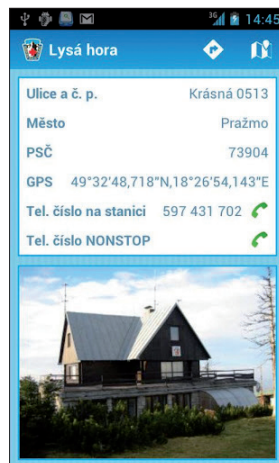 3G 14:45
Lysá hora
Ulice a č. p. Krásná 0513
Město Pražmo
PSČ 73904
GPS 49°32'48,718"N,18°26'54,143"E
Tel. číslo na stanici 597 431 702
Tel. číslo NONSTOP